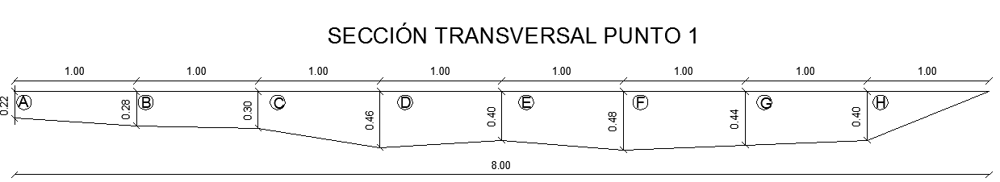 SECCIÓN TRANSVERSAL PUNTO 1
1.00 1.00 1.00 1.00 1.00 1.00 1.00 1.00
A B C D E F G H
0.22 0.28 0.30 0.46 0.40 0.48 0.44 0.40
8.00